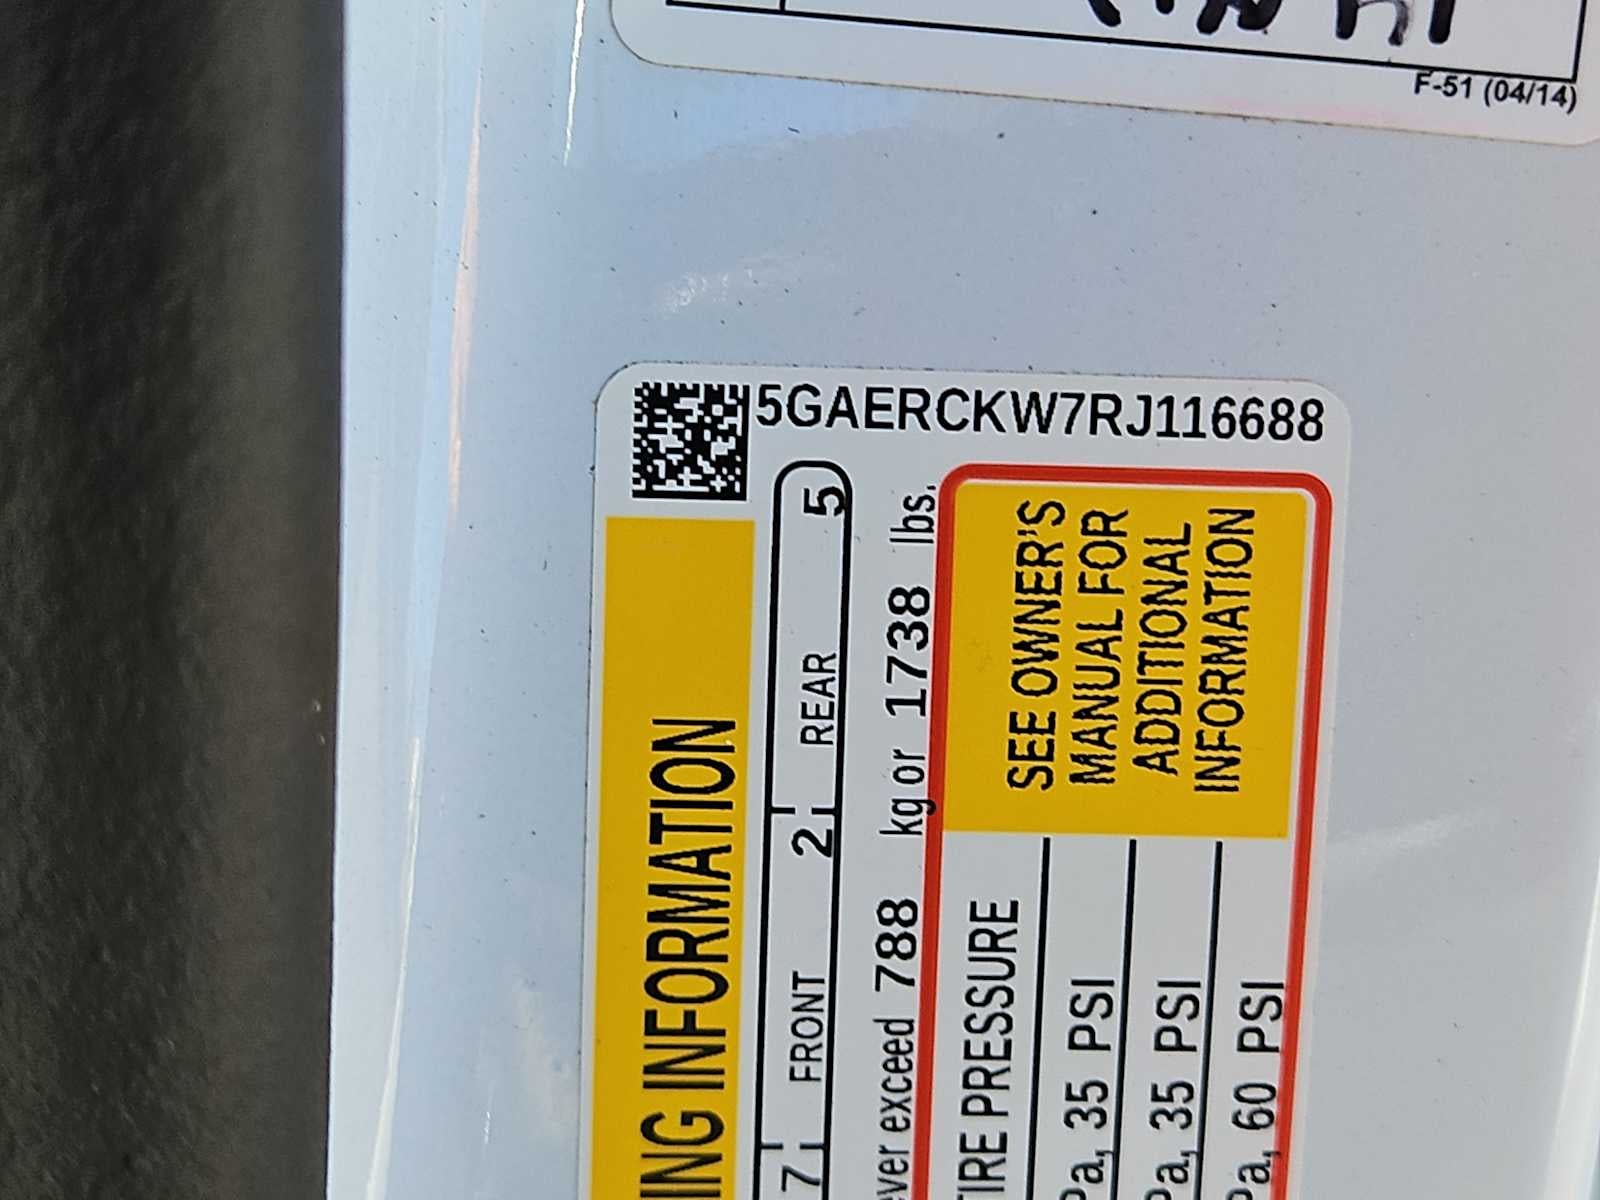 F-51 (04/14)
5GAERCKW7RJ116688
ING INFORMATION
7 FRONT 2 REAR 5
ever exceed 788 kg or 1738 lbs.
TIRE PRESSURE
SEE OWNER'S
MANUAL FOR
ADDITIONAL
INFORMATION
Pa, 35 PSI
Pa, 35 PSI
Pa, 60 PSI